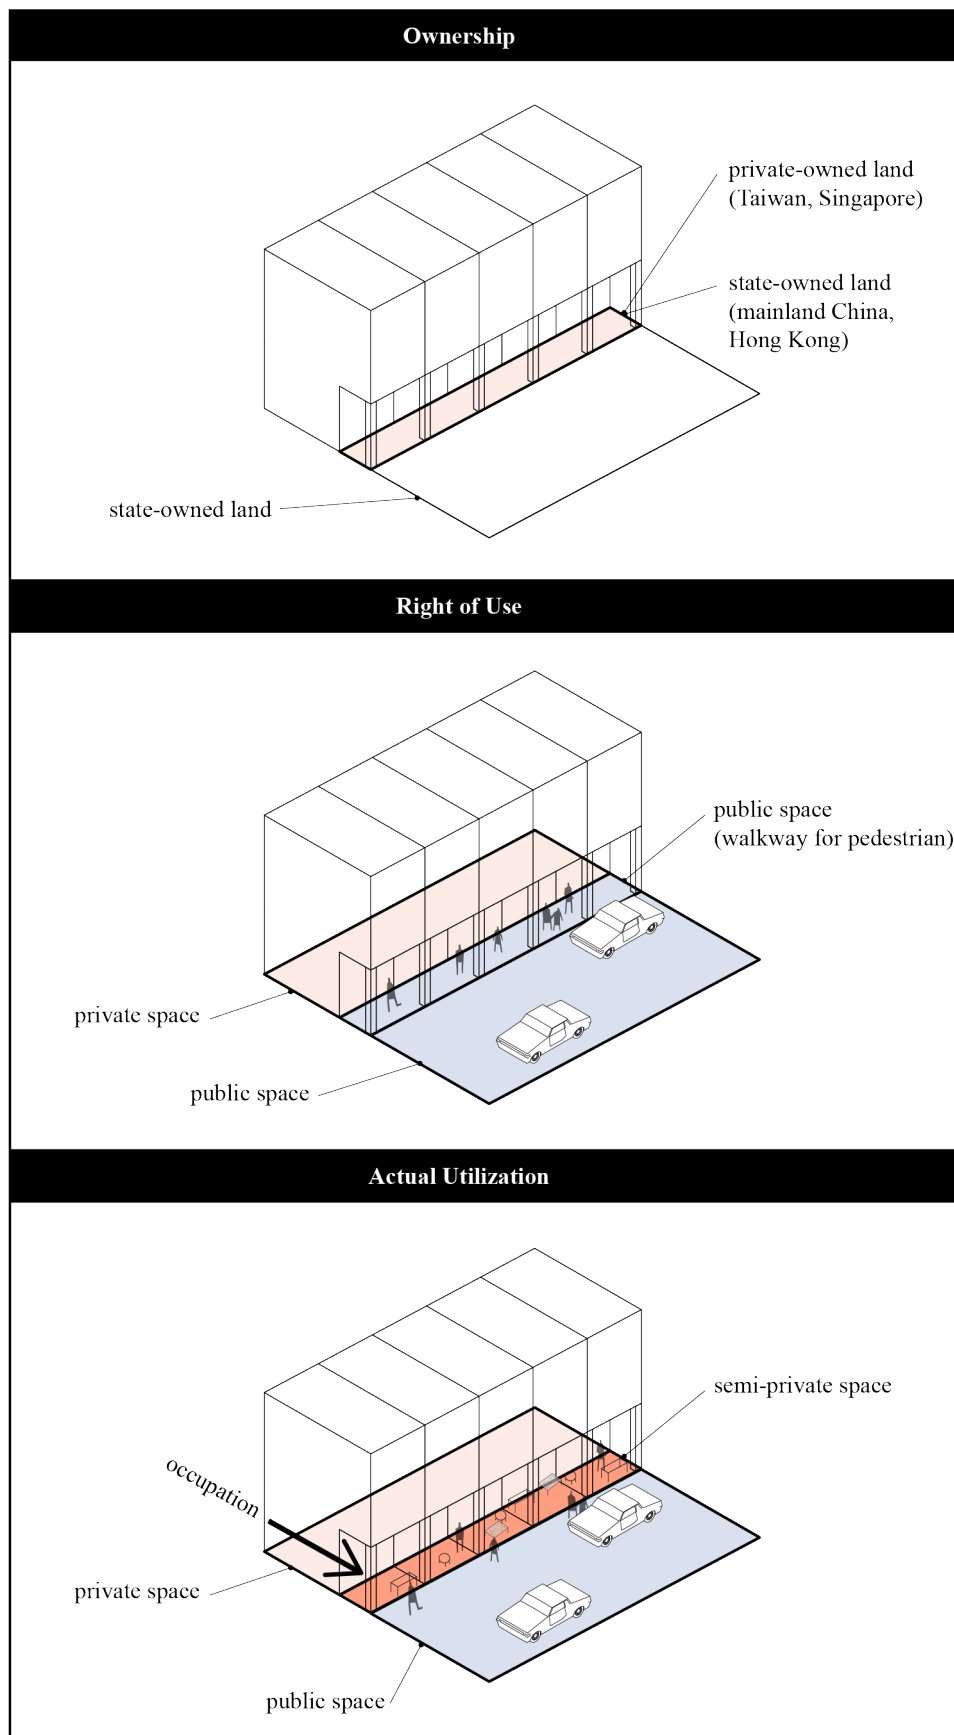 Ownership
private-owned land
(Taiwan, Singapore)
state-owned land
(mainland China,
Hong Kong)
state-owned land
Right of Use
public space
(walkway for pedestrian)
private space
public space
Actual Utilization
semi-private space
occupation
private space
public space